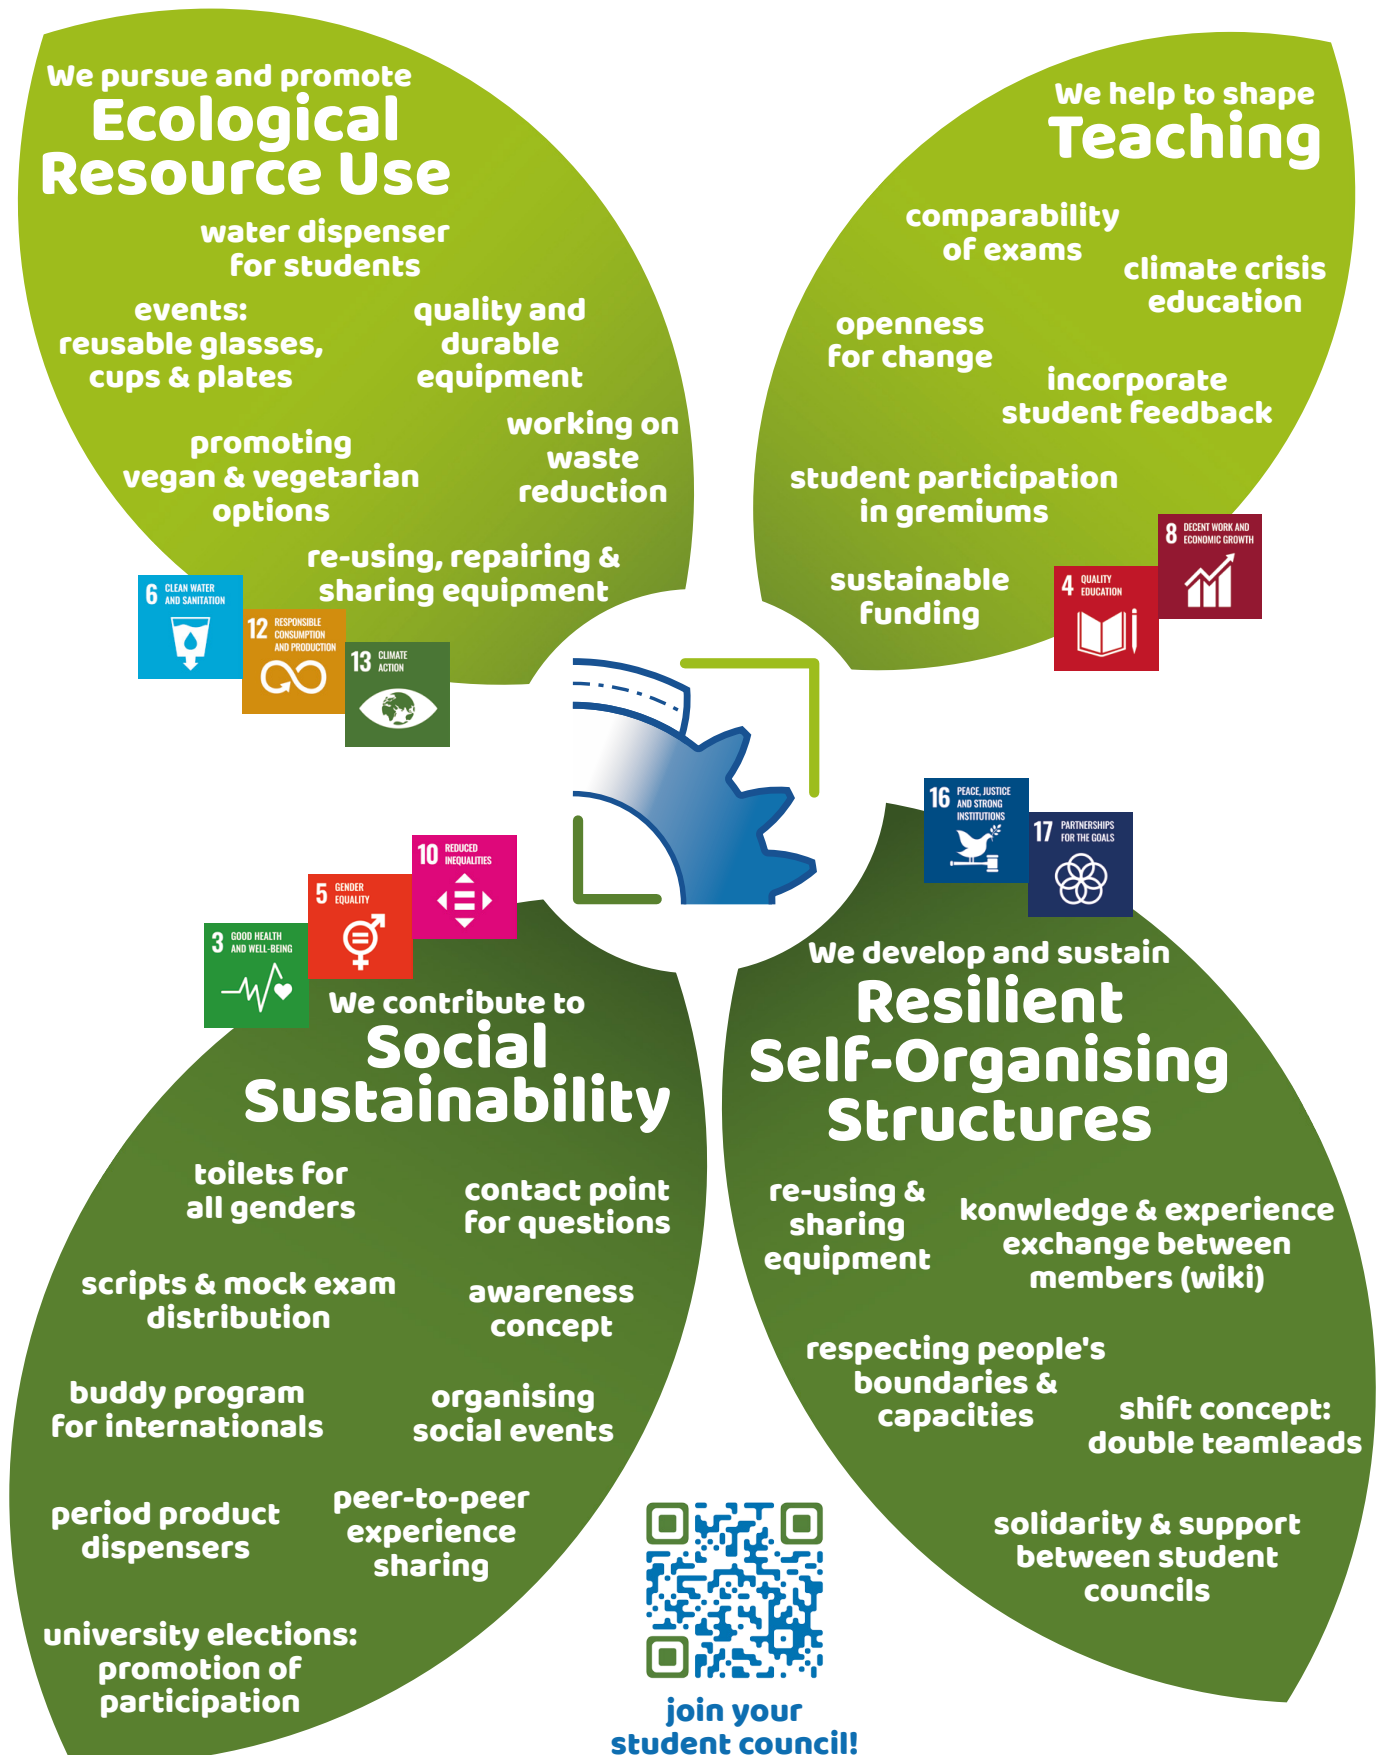 We pursue and promote
Ecological
Resource Use
water dispenser
for students
events:
reusable glasses,
cups & plates
quality and
durable
equipment
promoting
vegan & vegetarian
options
working on
waste
reduction
re-using, repairing &
sharing equipment
6 CLEAN WATER
AND SANITATION
12 RESPONSIBLE
CONSUMPTION
AND PRODUCTION
13 CLIMATE
ACTION
We help to shape
Teaching
comparability
of exams
climate crisis
education
openness
for change
incorporate
student feedback
student participation
in gremiums
sustainable
funding
4 QUALITY
EDUCATION
8 DECENT WORK AND
ECONOMIC GROWTH
3 GOOD HEALTH
AND WELL-BEING
5 GENDER
EQUALITY
10 REDUCED
INEQUALITIES
We contribute to
Social
Sustainability
toilets for
all genders
contact point
for questions
scripts & mock exam
distribution
awareness
concept
buddy program
for internationals
organising
social events
period product
dispensers
peer-to-peer
experience
sharing
university elections:
promotion of
participation
16 PEACE, JUSTICE
AND STRONG
INSTITUTIONS
17 PARTNERSHIPS
FOR THE GOALS
We develop and sustain
Resilient
Self-Organising
Structures
re-using &
sharing
equipment
konwledge & experience
exchange between
members (wiki)
respecting people's
boundaries &
capacities
shift concept:
double teamleads
solidarity & support
between student
councils
join your
student council!